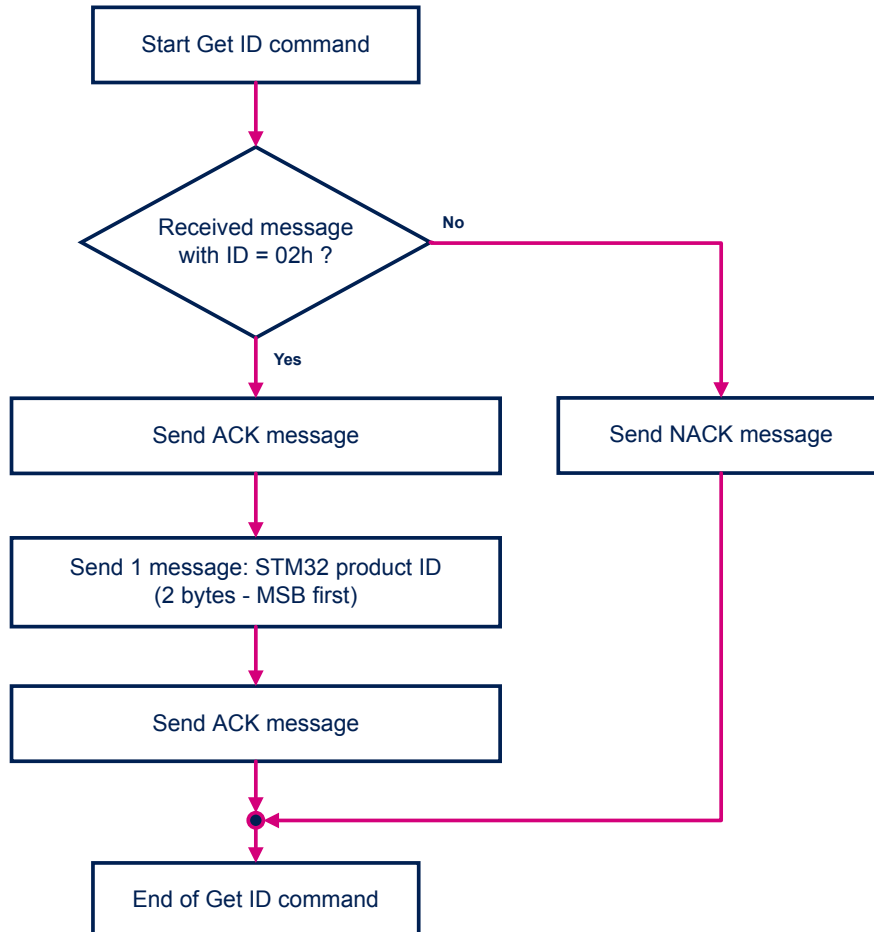 Start Get ID command
Received message
with ID = 02h ?
No
Yes
Send ACK message
Send NACK message
Send 1 message: STM32 product ID
(2 bytes - MSB first)
Send ACK message
End of Get ID command